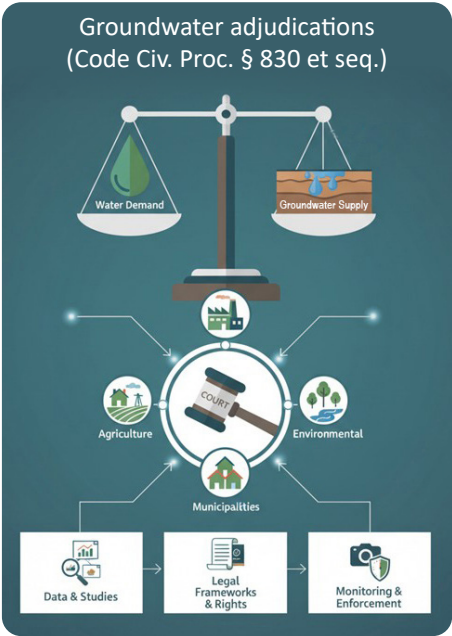 Groundwater adjudications
(Code Civ. Proc. § 830 et seq.)
Water Demand
Groundwater Supply
COURT
Agriculture
Environmental
Municipalities
Data & Studies
Legal
Frameworks
& Rights
Monitoring &
Enforcement